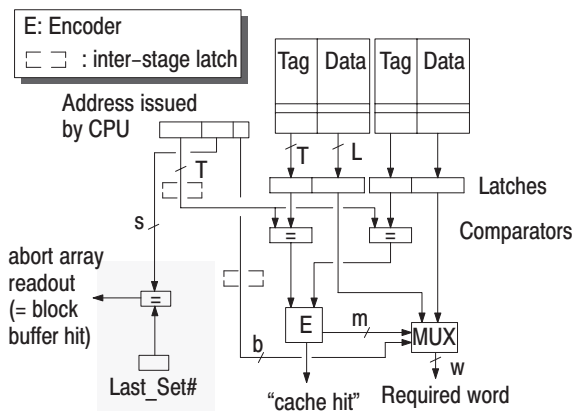 E: Encoder
: inter-stage latch
Address issued
by CPU
Tag Data Tag Data
T
T L
Latches
s
= =
Comparators
abort array
readout
(= block
buffer hit)
=
E
m
MUX
b
w
Last_Set#
"cache hit"
Required word